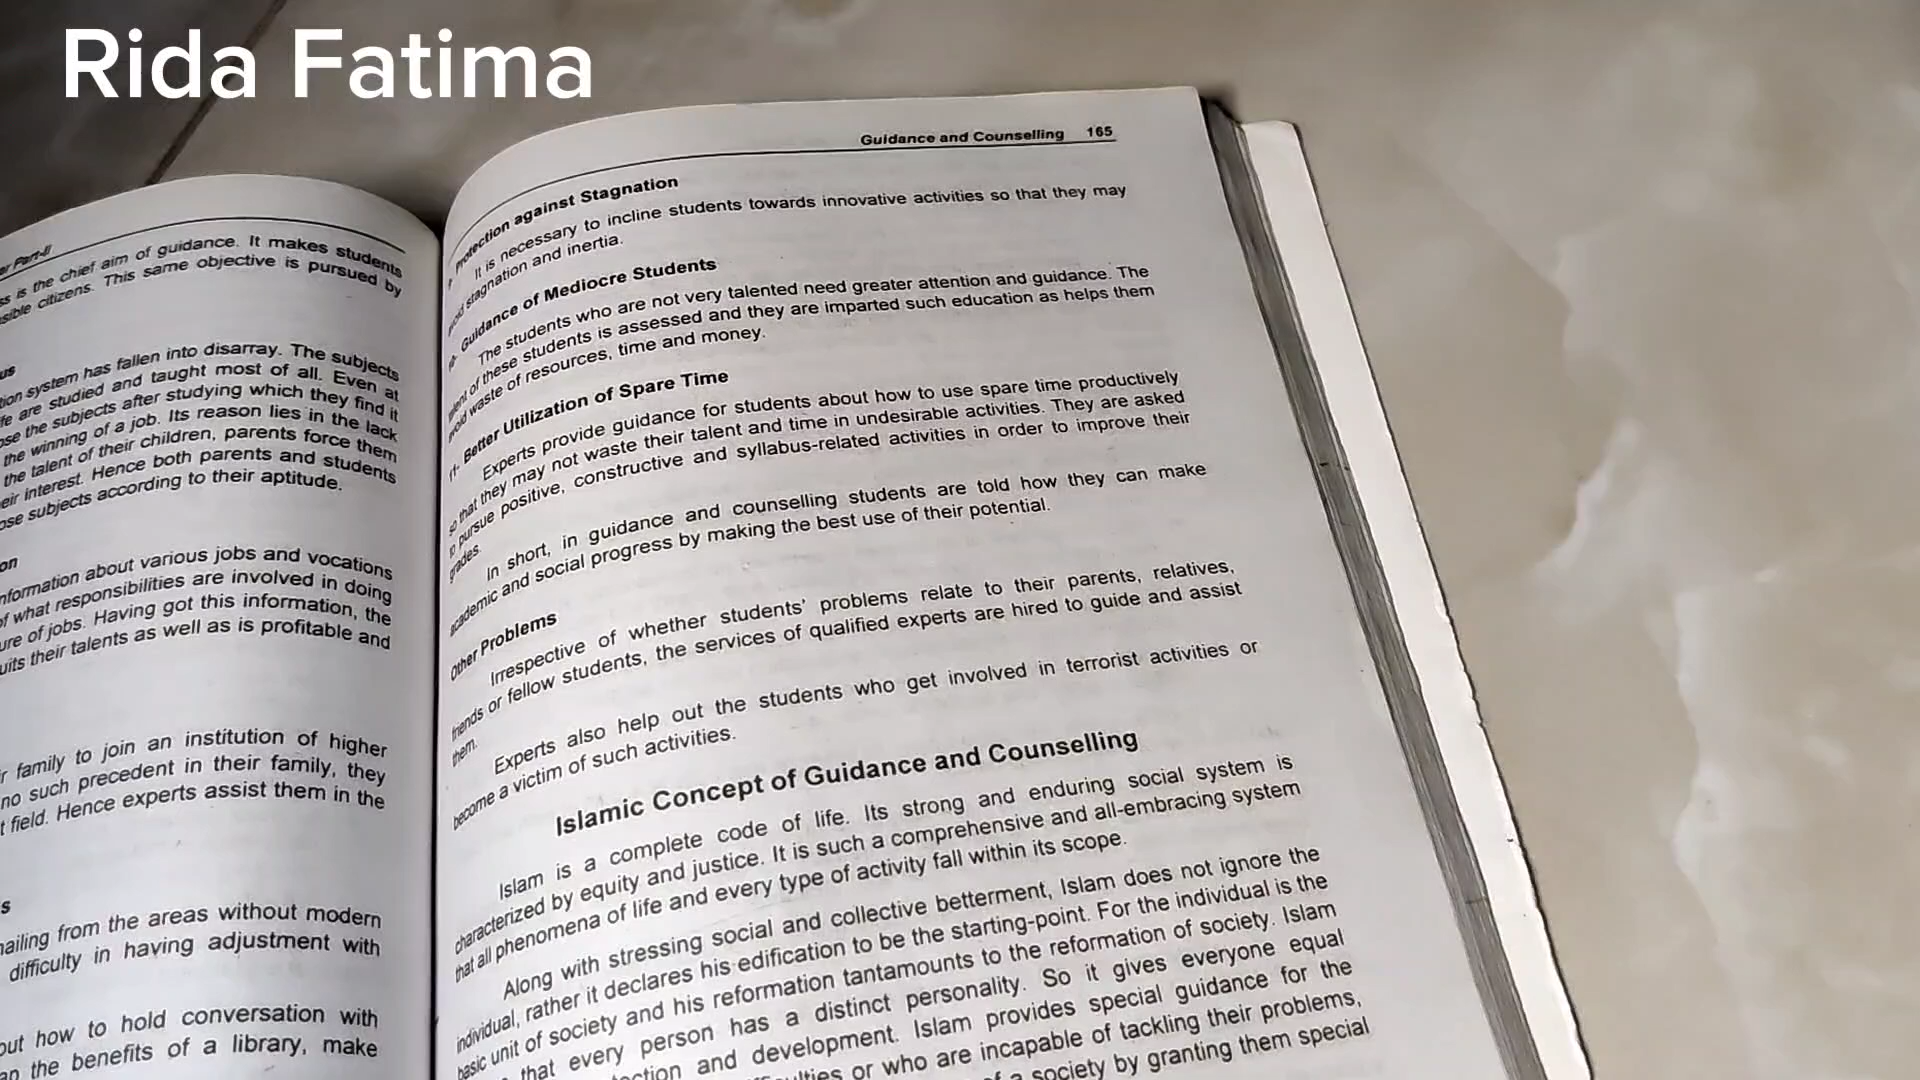 Rida Fatima
er Part-II
is the chief aim of guidance. It makes students
citizens. This same objective is pursued by
system has fallen into disarray. The subjects
are studied and taught most of all. Even at
the subjects after studying which they find it
the winning of a job. Its reason lies in the lack
the talent of their children, parents force them
interest. Hence both parents and students
subjects according to their aptitude.
about various jobs and vocations
of what responsibilities are involved in doing
of jobs. Having got this information, the
their talents as well as is profitable and
family to join an institution of higher
no such precedent in their family, they
field. Hence experts assist them in the
from the areas without modern
difficulty in having adjustment with
how to hold conversation with
the benefits of a library, make
Guidance and Counselling 165
against Stagnation
It is necessary to incline students towards innovative activities so that they may
stagnation and inertia.
Guidance of Mediocre Students
The students who are not very talented need greater attention and guidance. The
of these students is assessed and they are imparted such education as helps them
waste of resources, time and money.
Better Utilization of Spare Time
Experts provide guidance for students about how to use spare time productively
so that they may not waste their talent and time in undesirable activities. They are asked
to pursue positive, constructive and syllabus-related activities in order to improve their
grades.
In short, in guidance and counselling students are told how they can make
academic and social progress by making the best use of their potential.
Other Problems
Irrespective of whether students' problems relate to their parents, relatives,
friends or fellow students, the services of qualified experts are hired to guide and assist
them.
Experts also help out the students who get involved in terrorist activities or
become a victim of such activities.
Islamic Concept of Guidance and Counselling
Islam is a complete code of life. Its strong and enduring social system is
characterized by equity and justice. It is such a comprehensive and all-embracing system
that all phenomena of life and every type of activity fall within its scope.
Along with stressing social and collective betterment, Islam does not ignore the
individual, rather it declares his edification to be the starting-point. For the individual is the
basic unit of society and his reformation tantamounts to the reformation of society. Islam
that every person has a distinct personality. So it gives everyone equal
and development. Islam provides special guidance for the
or who are incapable of tackling their problems,
of a society by granting them special